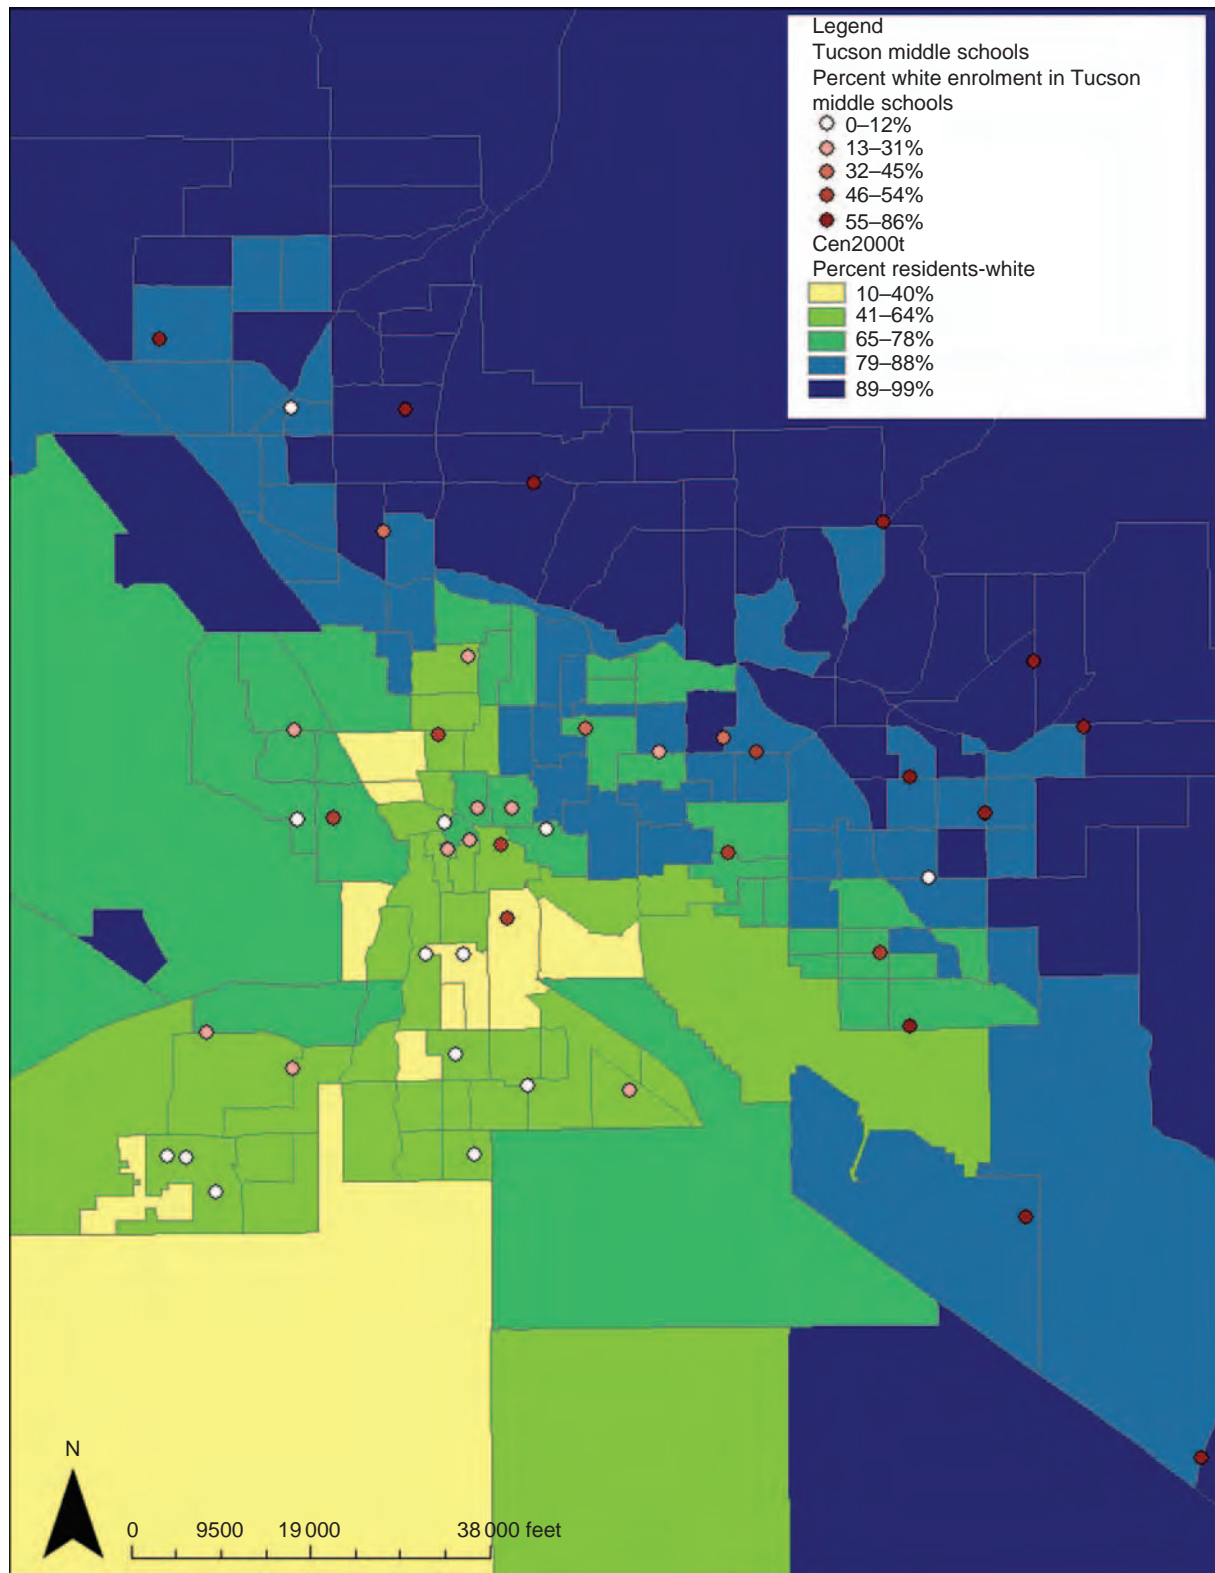 Legend
Tucson middle schools
Percent white enrolment in Tucson
middle schools
0–12%
13–31%
32–45%
46–54%
55–86%
Cen2000t
Percent residents-white
10–40%
41–64%
65–78%
79–88%
89–99%
N
0 9500 19 000 38 000 feet